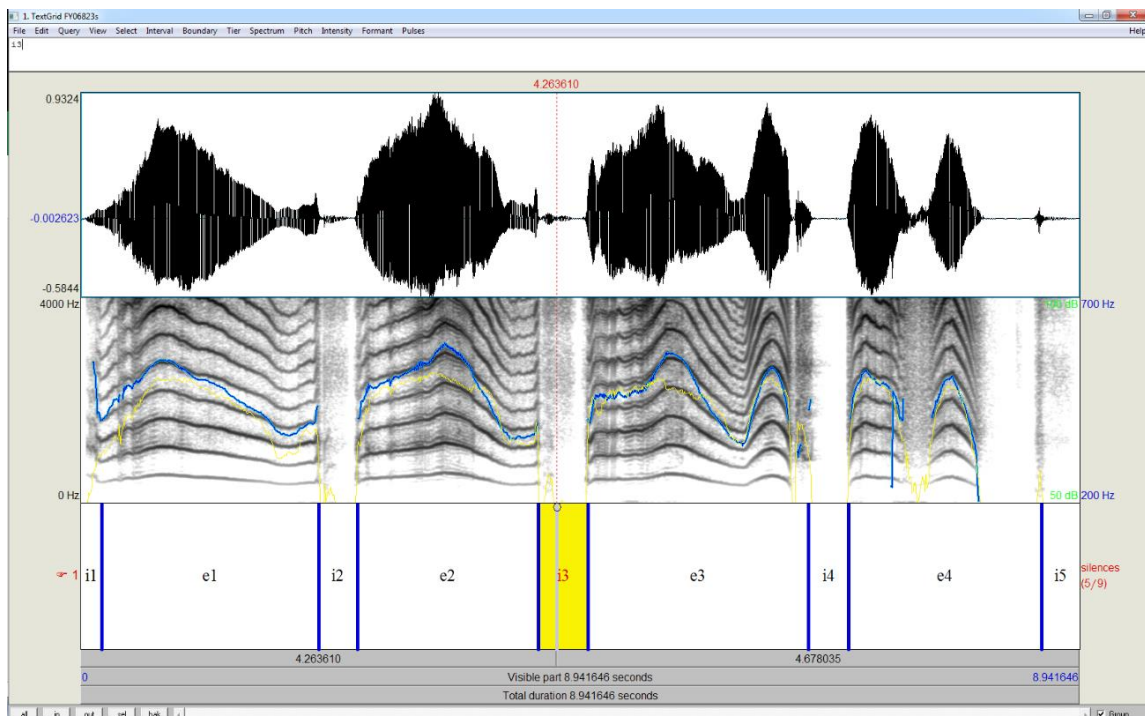 1. TextGrid FY06823s
File Edit Query View Select Interval Boundary Tier Spectrum Pitch Intensity Formant Pulses Help
i3
4.263610
0.9324
-0.002623
-0.5844
4000 Hz
100 dB 700 Hz
0 Hz
50 dB 200 Hz
1 i1 e1 i2 e2 i3 e3 i4 e4 i5
silences
(5/9)
4.263610 4.678035
0 Visible part 8.941646 seconds 8.941646
Total duration 8.941646 seconds
all in out sel bak Group